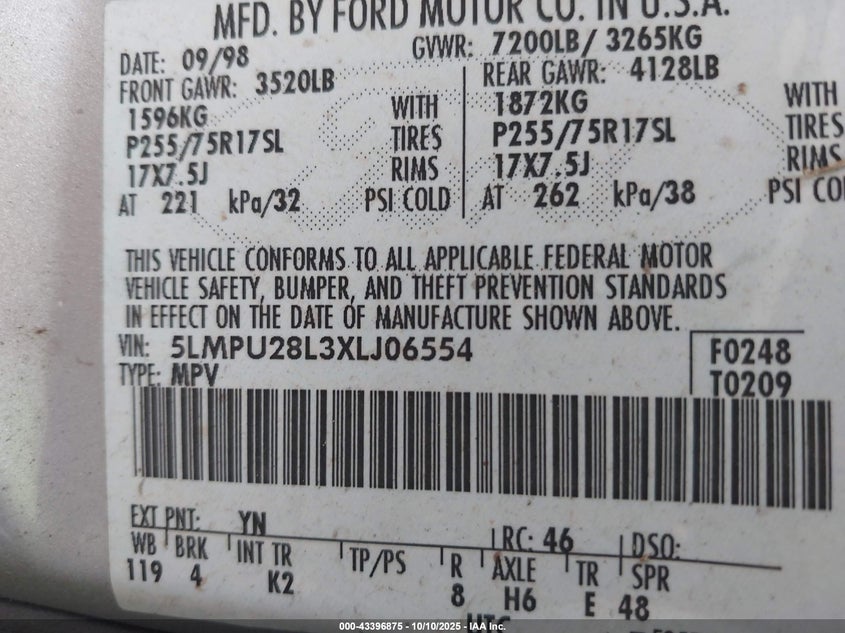 MFD. BY FORD MOTOR CO. IN U.S.A.
DATE: 09/98 GVWR: 7200LB/ 3265KG
FRONT GAWR: 3520LB REAR GAWR: 4128LB
1596KG WITH 1872KG WITH
P255/75R17SL TIRES P255/75R17SL TIRES
17X7.5J RIMS 17X7.5J RIMS
AT 221 kPa/32 PSI COLD AT 262 kPa/38 PSI
THIS VEHICLE CONFORMS TO ALL APPLICABLE FEDERAL MOTOR
VEHICLE SAFETY, BUMPER, AND THEFT PREVENTION STANDARDS
IN EFFECT ON THE DATE OF MANUFACTURE SHOWN ABOVE.
VIN: 5LMPU28L3XLJ06554 F0248
TYPE: MPV T0209
EXT PNT: YN RC: 46 DSO:
WB BRK INT TR TP/PS R AXLE TR SPR
119 4 K2 8 H6 E 48
000-43396875 - 10/10/2025 - IAAI.com